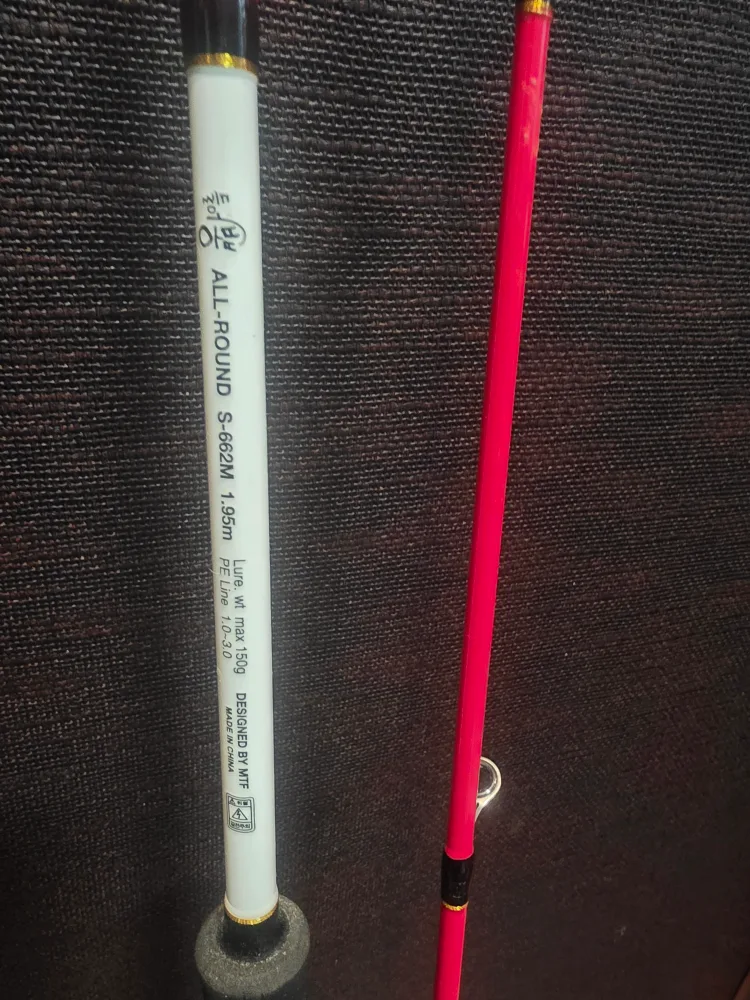 ALL-ROUND S-662M 1.95m
Lure: wt max 150g
PE Line 1.0~3.0
DESIGNED BY MTF
MADE IN CHINA